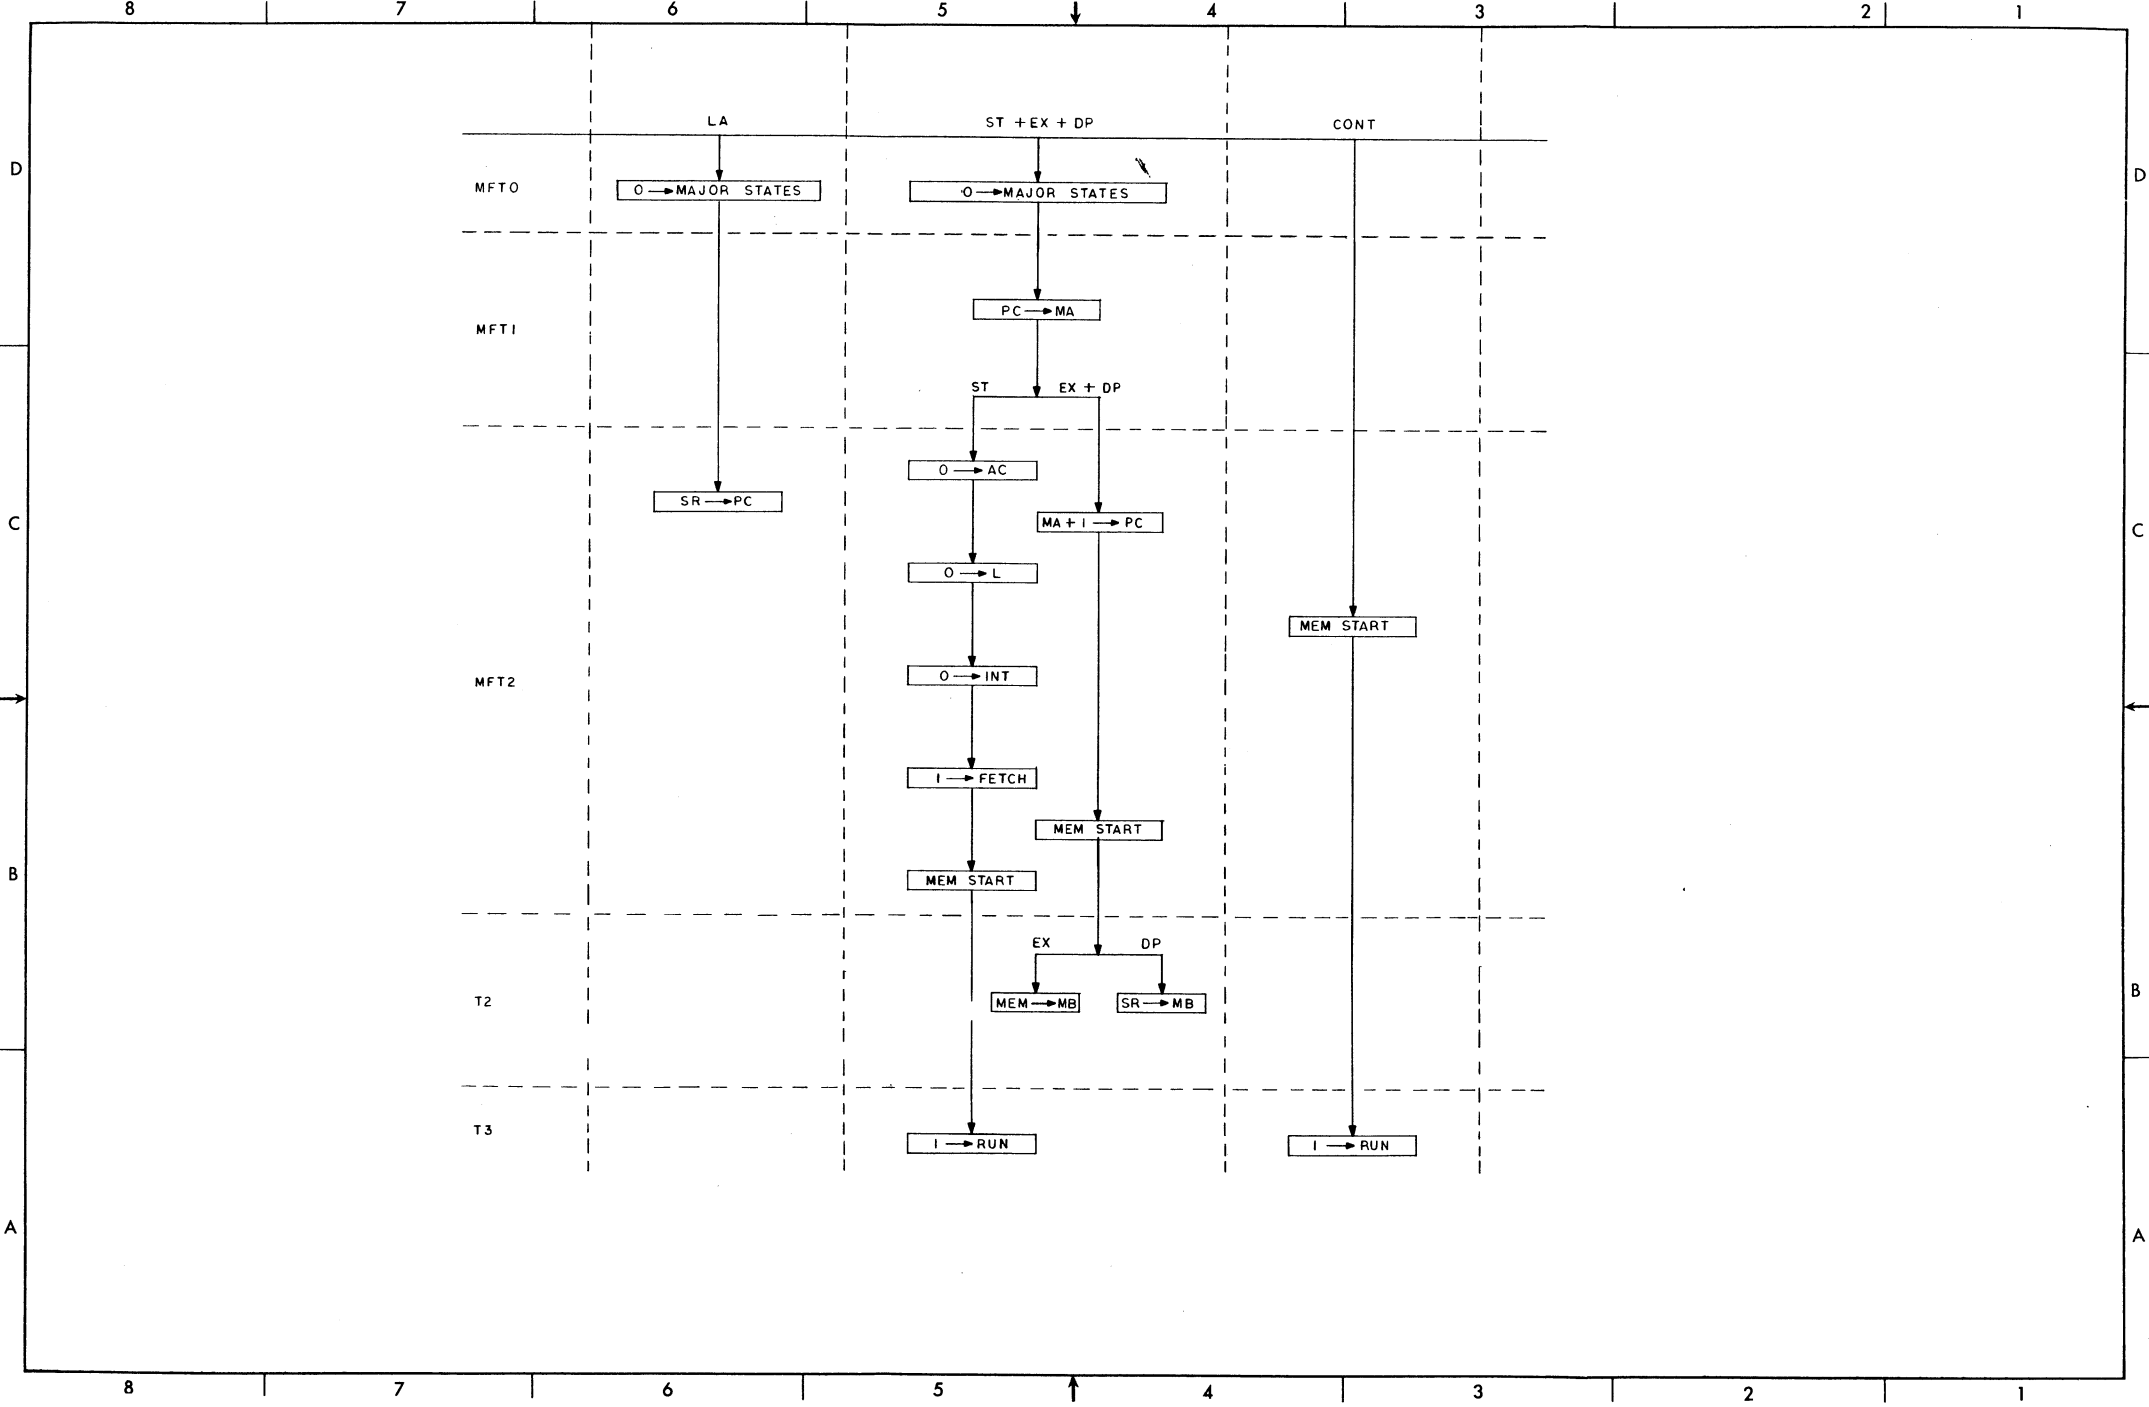 8 7 6 5 4 3 2 1
LA ST + EX + DP CONT
D MFT0 0 → MAJOR STATES 0 → MAJOR STATES D
PC → MA
MFT1
ST EX + DP
0 → AC
SR → PC
C MA + 1 → PC C
0 → L
MEM START
0 → INT
MFT2
1 → FETCH
MEM START
B MEM START
EX DP
T2 MEM → MB SR → MB B
T3
1 → RUN 1 → RUN
A A
8 7 6 5 4 3 2 1